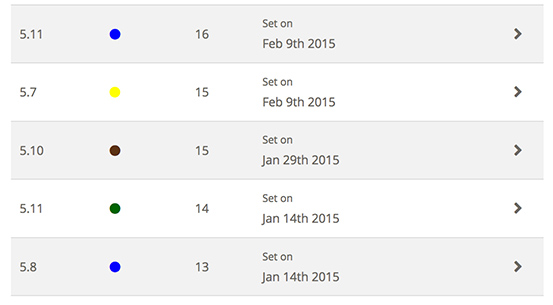 5.11 16 Set on
Feb 9th 2015
5.7 15 Set on
Feb 9th 2015
5.10 15 Set on
Jan 29th 2015
5.11 14 Set on
Jan 14th 2015
5.8 13 Set on
Jan 14th 2015